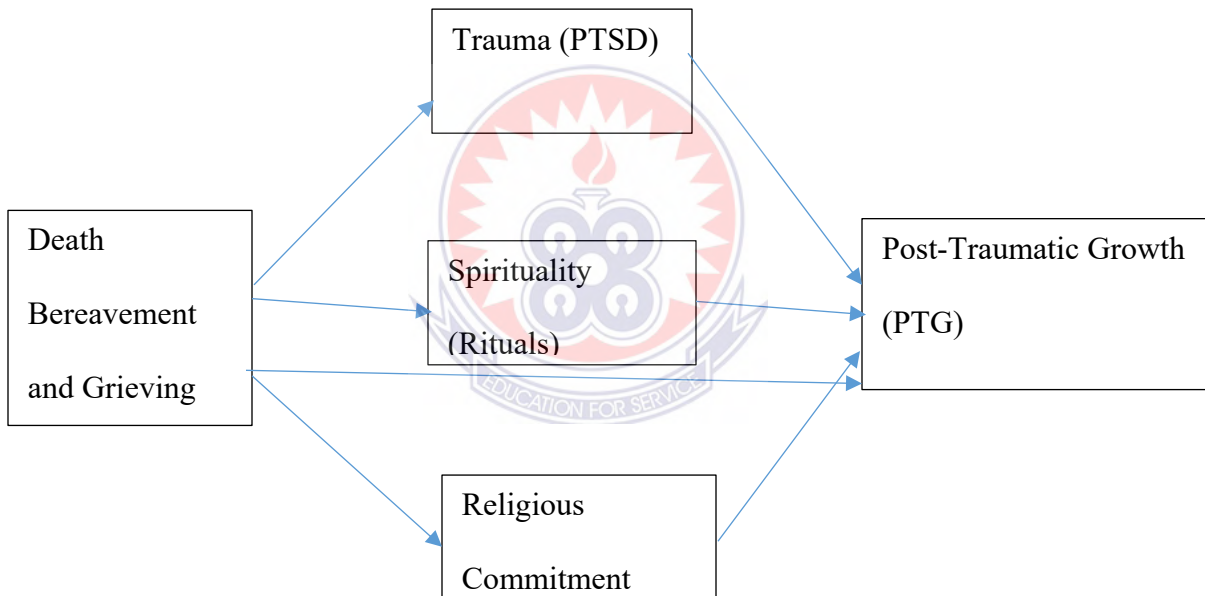 Trauma (PTSD)
Death
Bereavement
and Grieving
Spirituality
(Rituals)
Post-Traumatic Growth
(PTG)
EDUCATION FOR SERVICE
Religious
Commitment